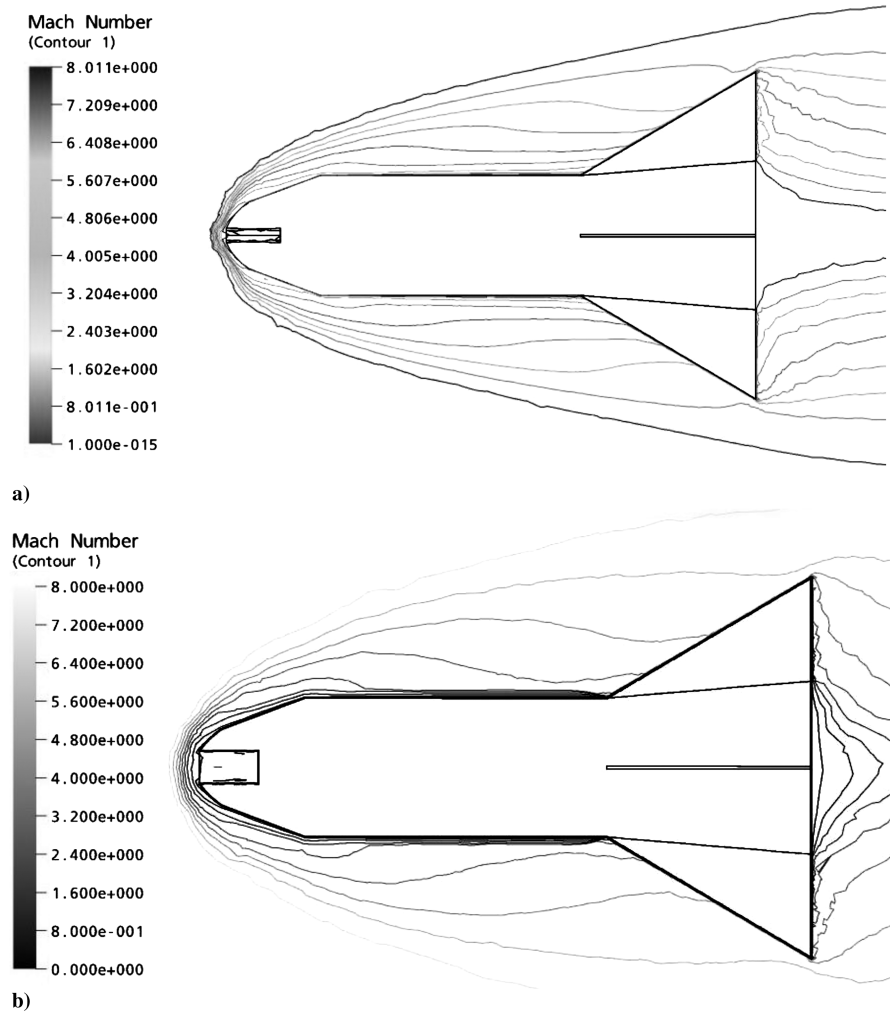 Mach Number
(Contour 1)
8.011e+000
7.209e+000
6.408e+000
5.607e+000
4.806e+000
4.005e+000
3.204e+000
2.403e+000
1.602e+000
8.011e-001
1.000e-015
a)
Mach Number
(Contour 1)
8.000e+000
7.200e+000
6.400e+000
5.600e+000
4.800e+000
4.000e+000
3.200e+000
2.400e+000
1.600e+000
8.000e-001
0.000e+000
b)